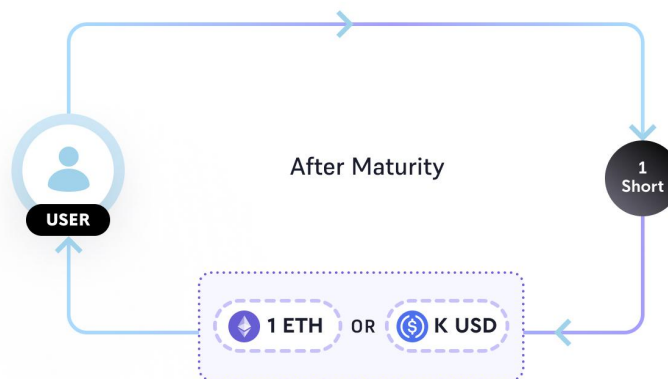 After Maturity
1
Short
USER
1 ETH OR K USD